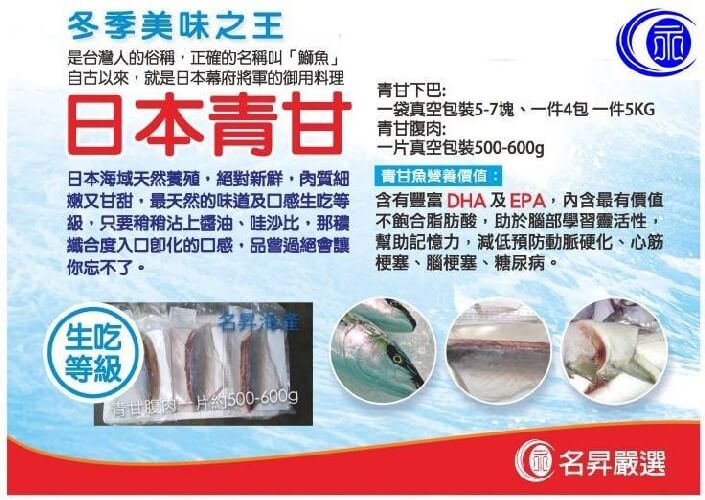 冬季美味之王
是台灣人的俗稱，正確的名稱叫「鰤魚」
自古以來，就是日本幕府將軍的御用料理
日本青甘
日本海域天然養殖，絕對新鮮，肉質細
嫩又甘甜，最天然的味道及口感生吃等
級，只要稍稍沾上醬油、哇沙比，那穠
纖合度入口即化的口感，品嘗過絕會讓
你忘不了。
青甘下巴:
一袋真空包裝5-7塊、一件4包 一件5KG
青甘腹肉:
一片真空包裝500-600g
青甘魚營養價值：
含有豐富 DHA 及 EPA，內含最有價值
不飽合脂肪酸，助於腦部學習靈活性，
幫助記憶力，減低預防動脈硬化、心筋
梗塞、腦梗塞、糖尿病。
生吃
等級
名昇海產
青甘腹肉一片約500-600g
名昇嚴選